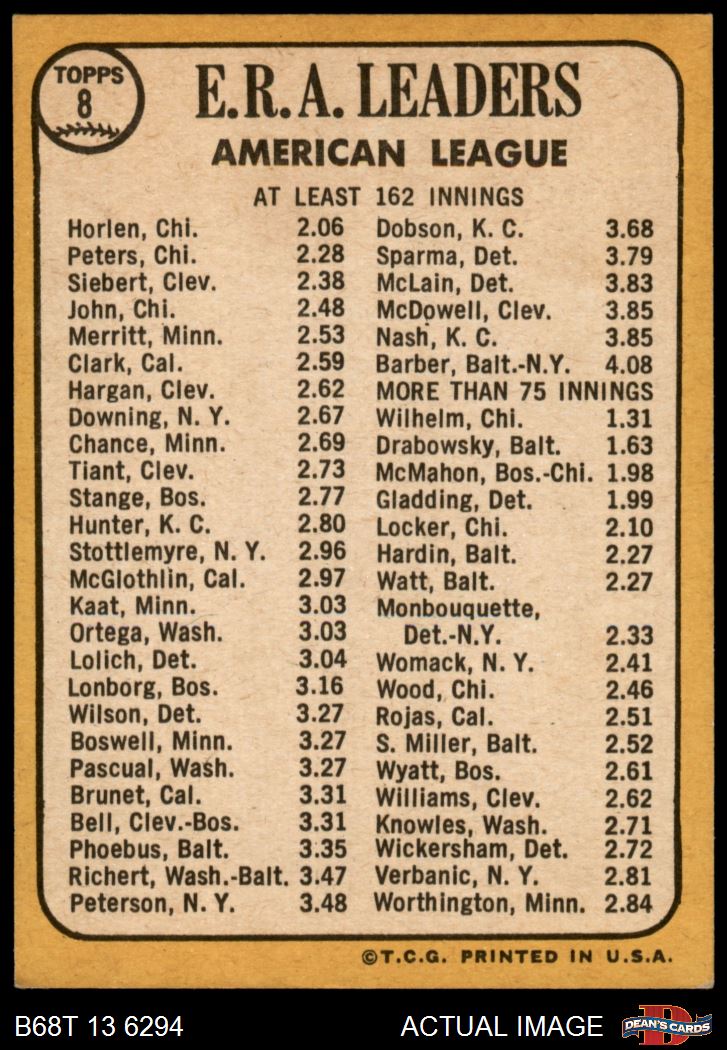 TOPPS
8
E.R.A. LEADERS
AMERICAN LEAGUE
AT LEAST 162 INNINGS
Horlen, Chi. 2.06
Peters, Chi. 2.28
Siebert, Clev. 2.38
John, Chi. 2.48
Merritt, Minn. 2.53
Clark, Cal. 2.59
Hargan, Clev. 2.62
Downing, N. Y. 2.67
Chance, Minn. 2.69
Tiant, Clev. 2.73
Stange, Bos. 2.77
Hunter, K. C. 2.80
Stottlemyre, N. Y. 2.96
McGlothlin, Cal. 2.97
Kaat, Minn. 3.03
Ortega, Wash. 3.03
Lolich, Det. 3.04
Lonborg, Bos. 3.16
Wilson, Det. 3.27
Boswell, Minn. 3.27
Pascual, Wash. 3.27
Brunet, Cal. 3.31
Bell, Clev.-Bos. 3.31
Phoebus, Balt. 3.35
Richert, Wash.-Balt. 3.47
Peterson, N. Y. 3.48
Dobson, K. C. 3.68
Sparma, Det. 3.79
McLain, Det. 3.83
McDowell, Clev. 3.85
Nash, K. C. 3.85
Barber, Balt.-N.Y. 4.08
MORE THAN 75 INNINGS
Wilhelm, Chi. 1.31
Drabowsky, Balt. 1.63
McMahon, Bos.-Chi. 1.98
Gladding, Det. 1.99
Locker, Chi. 2.10
Hardin, Balt. 2.27
Watt, Balt. 2.27
Monbouquette,
Det.-N.Y. 2.33
Womack, N. Y. 2.41
Wood, Chi. 2.46
Rojas, Cal. 2.51
S. Miller, Balt. 2.52
Wyatt, Bos. 2.61
Williams, Clev. 2.62
Knowles, Wash. 2.71
Wickersham, Det. 2.72
Verbanic, N. Y. 2.81
Worthington, Minn. 2.84
©T.C.G. PRINTED IN U.S.A.
B68T 13 6294
ACTUAL IMAGE
D
DEAN'S CARDS